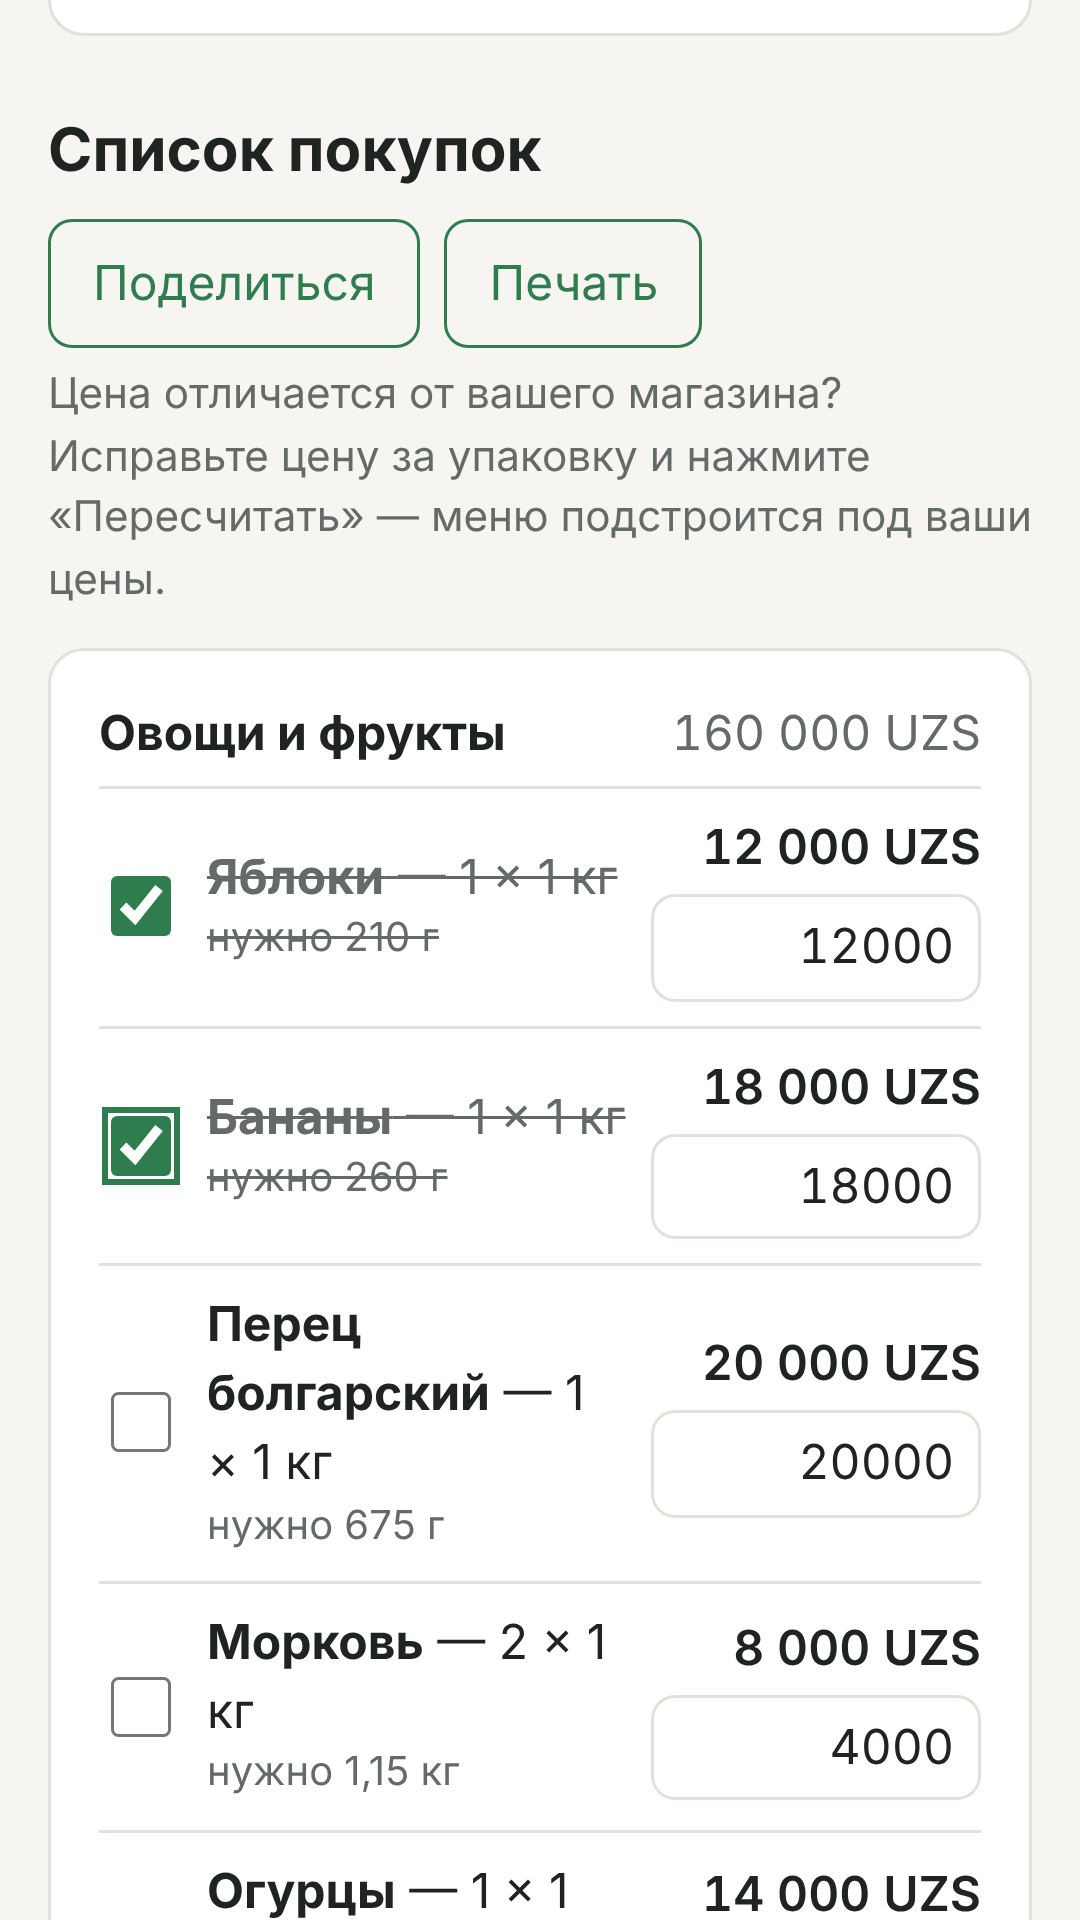 Список покупок
Поделиться Печать
Цена отличается от вашего магазина?
Исправьте цену за упаковку и нажмите
«Пересчитать» — меню подстроится под ваши
цены.
Овощи и фрукты 160 000 UZS
12 000 UZS
Яблоки — 1 × 1 кг
нужно 210 г
12000
18 000 UZS
Бананы — 1 × 1 кг
нужно 260 г
18000
Перец
болгарский — 1
× 1 кг
нужно 675 г
20 000 UZS
20000
Морковь — 2 × 1
кг
нужно 1,15 кг
8 000 UZS
4000
Огурцы — 1 × 1
14 000 UZS